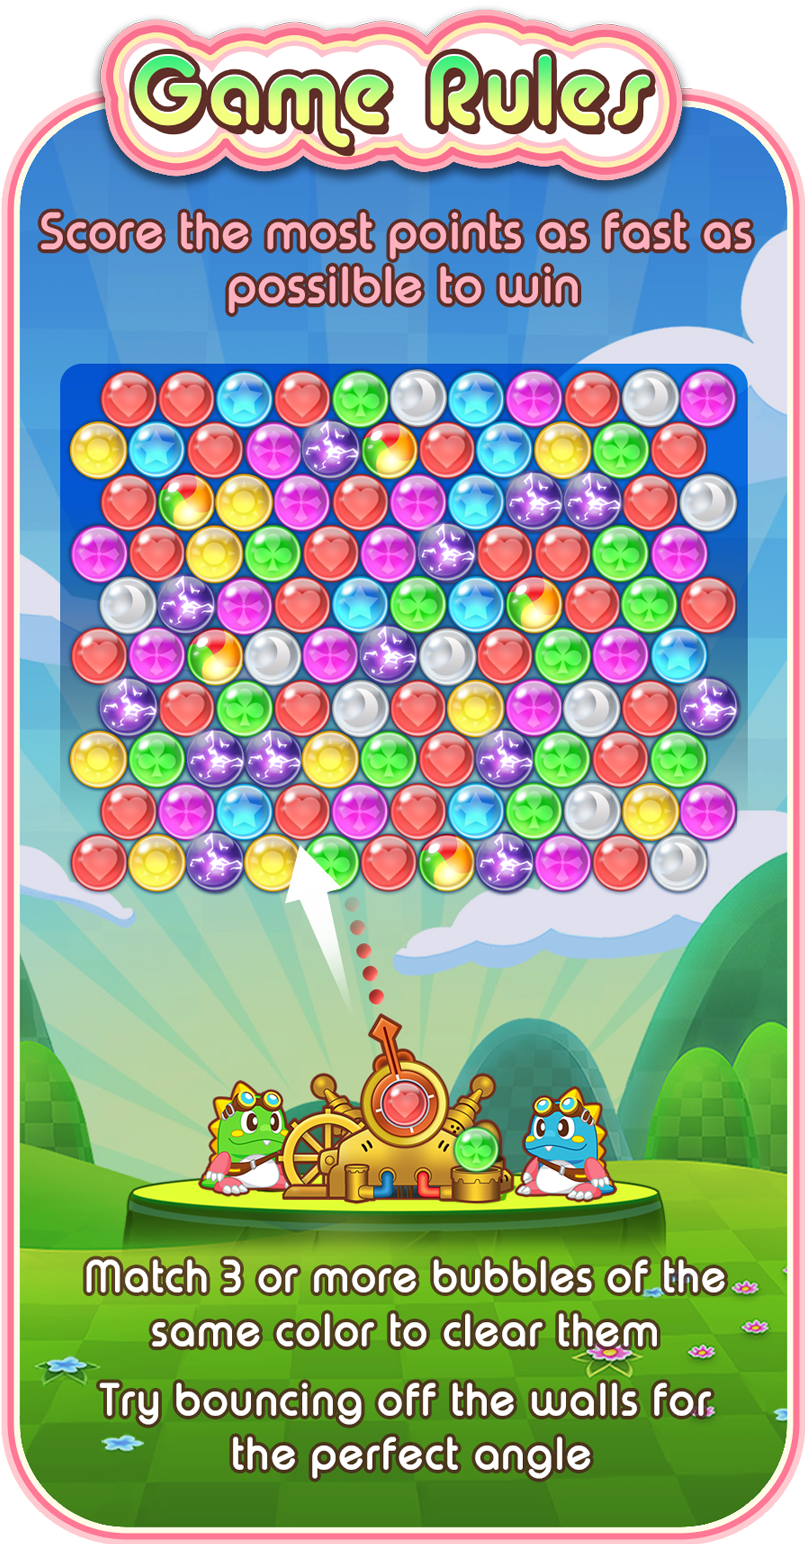 Game Rules
Score the most points as fast as
possilble to win
Match 3 or more bubbles of the
same color to clear them
Try bouncing off the walls for
the perfect angle